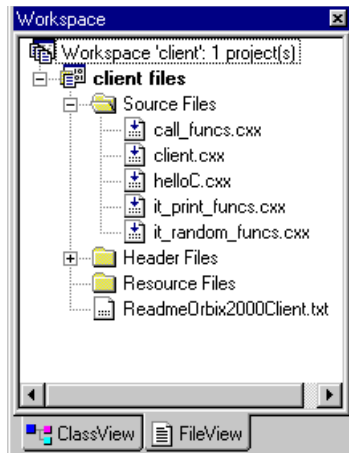 Workspace
Workspace 'client': 1 project(s)
client files
Source Files
call_funcs.cxx
client.cxx
helloC.cxx
it_print_funcs.cxx
it_random_funcs.cxx
Header Files
Resource Files
ReadmeOrbix2000Client.txt
ClassView FileView